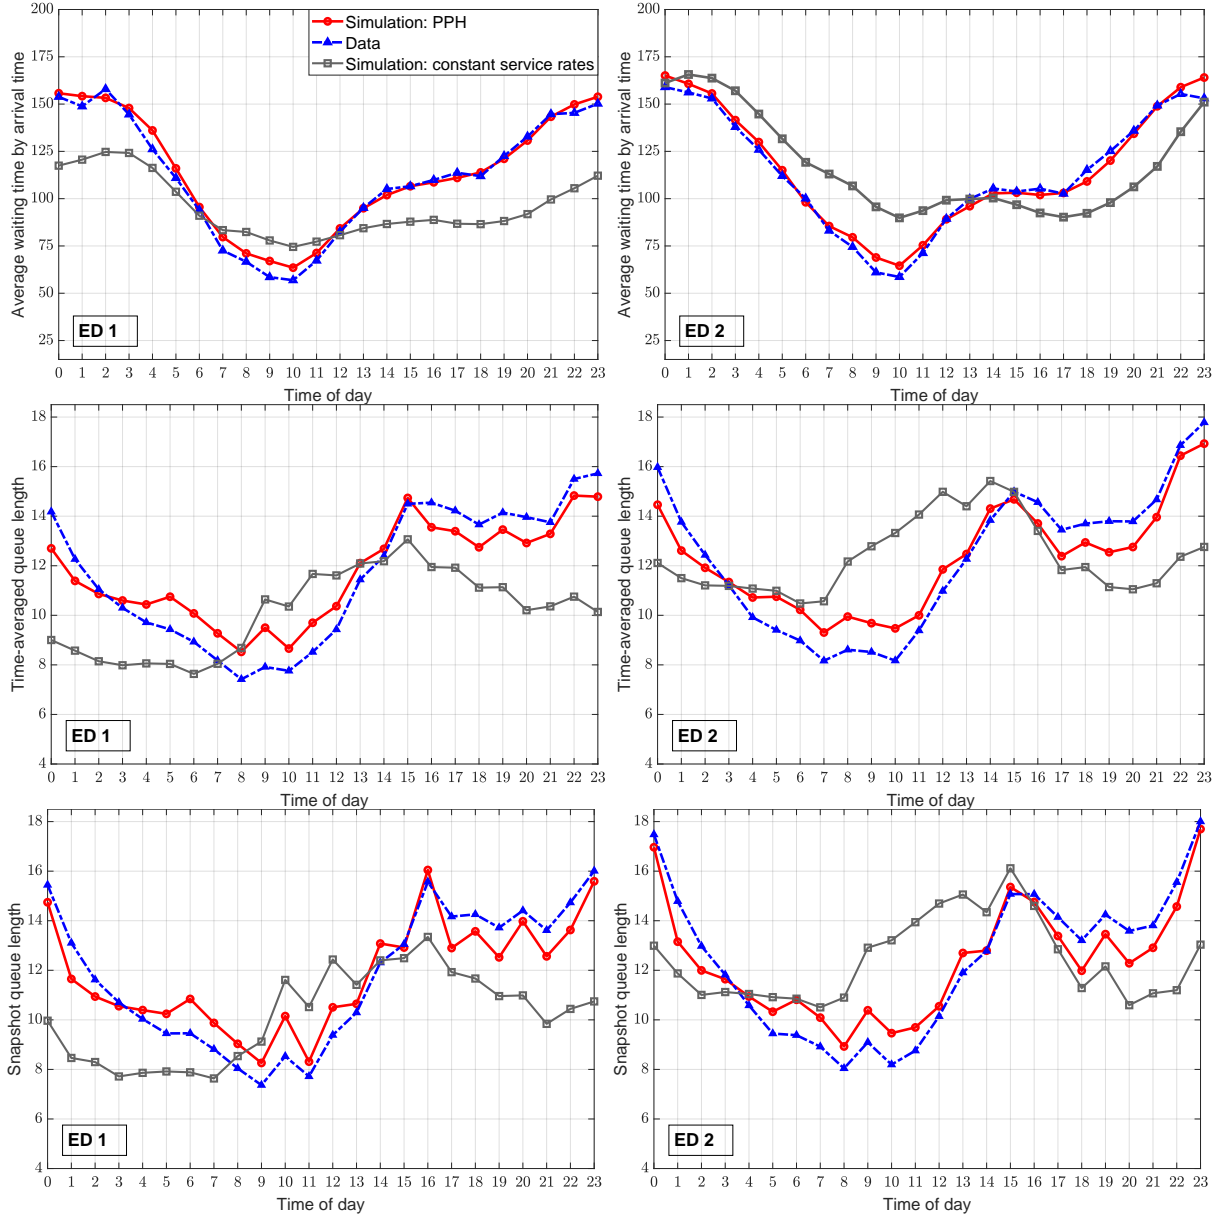 200
175
150
125
100
75
50
25
Average waiting time by arrival time
Simulation: PPH
Data
Simulation: constant service rates
ED 1
0 1 2 3 4 5 6 7 8 9 10 11 12 13 14 15 16 17 18 19 20 21 22 23
Time of day
200
175
150
125
100
75
50
25
Average waiting time by arrival time
ED 2
0 1 2 3 4 5 6 7 8 9 10 11 12 13 14 15 16 17 18 19 20 21 22 23
Time of day
18
16
14
12
10
8
6
4
Time-averaged queue length
ED 1
0 1 2 3 4 5 6 7 8 9 10 11 12 13 14 15 16 17 18 19 20 21 22 23
Time of day
18
16
14
12
10
8
6
4
Time-averaged queue length
ED 2
0 1 2 3 4 5 6 7 8 9 10 11 12 13 14 15 16 17 18 19 20 21 22 23
Time of day
18
16
14
12
10
8
6
4
Snapshot queue length
ED 1
0 1 2 3 4 5 6 7 8 9 10 11 12 13 14 15 16 17 18 19 20 21 22 23
Time of day
18
16
14
12
10
8
6
4
Snapshot queue length
ED 2
0 1 2 3 4 5 6 7 8 9 10 11 12 13 14 15 16 17 18 19 20 21 22 23
Time of day